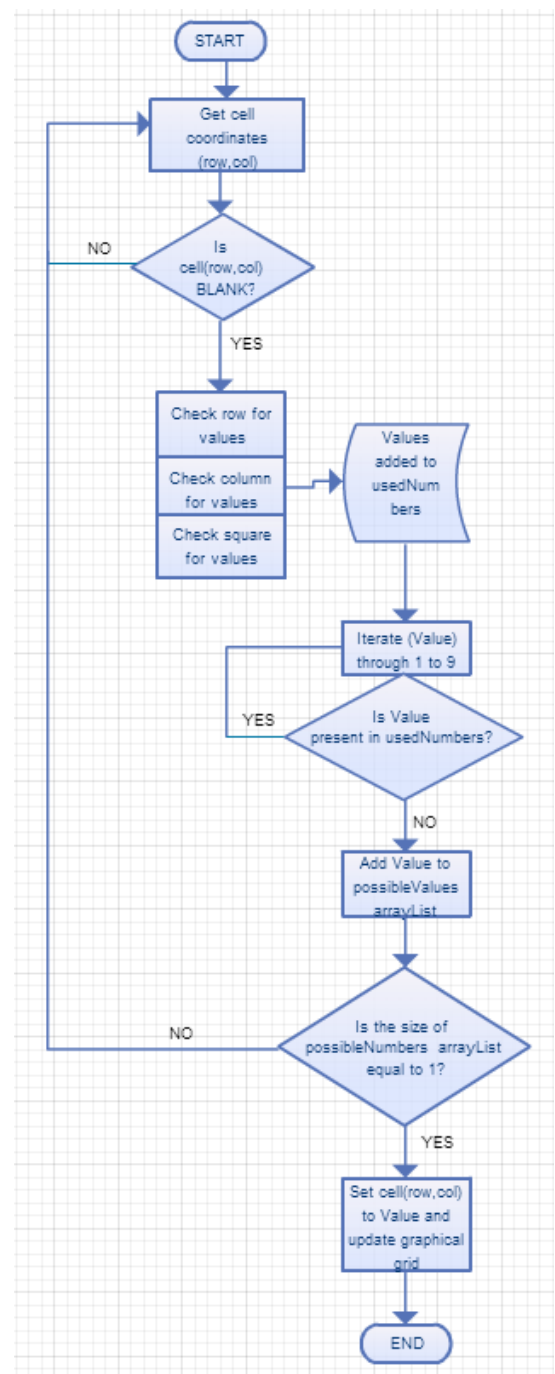 START
Get cell
coordinates
(row,col)
Is
cell(row,col)
BLANK?
NO
YES
Check row for
values
Check column
for values
Check square
for values
Values
added to
usedNum
bers
Iterate (Value)
through 1 to 9
YES
Is Value
present in usedNumbers?
NO
Add Value to
possibleValues
arrayList
Is the size of
possibleNumbers arrayList
equal to 1?
NO
YES
Set cell(row,col)
to Value and
update graphical
grid
END